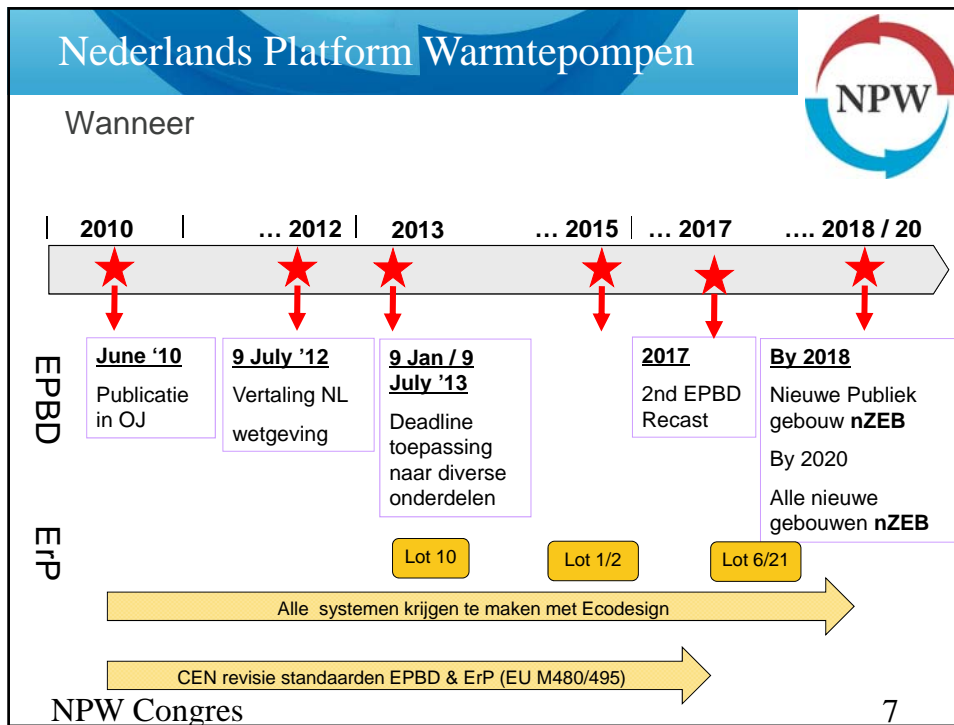 Nederlands Platform Warmtepompen
NPW
Wanneer
2010
... 2012
2013
... 2015
... 2017
.... 2018 / 20
EPBD
June ‘10
Publicatie
in OJ
9 July ’12
Vertaling NL
wetgeving
9 Jan / 9
July ’13
Deadline
toepassing
naar diverse
onderdelen
2017
2nd EPBD
Recast
By 2018
Nieuwe Publiek
gebouw nZEB
By 2020
Alle nieuwe
gebouwen nZEB
ErP
Lot 10
Lot 1/2
Lot 6/21
Alle systemen krijgen te maken met Ecodesign
CEN revisie standaarden EPBD & ErP (EU M480/495)
NPW Congres
7